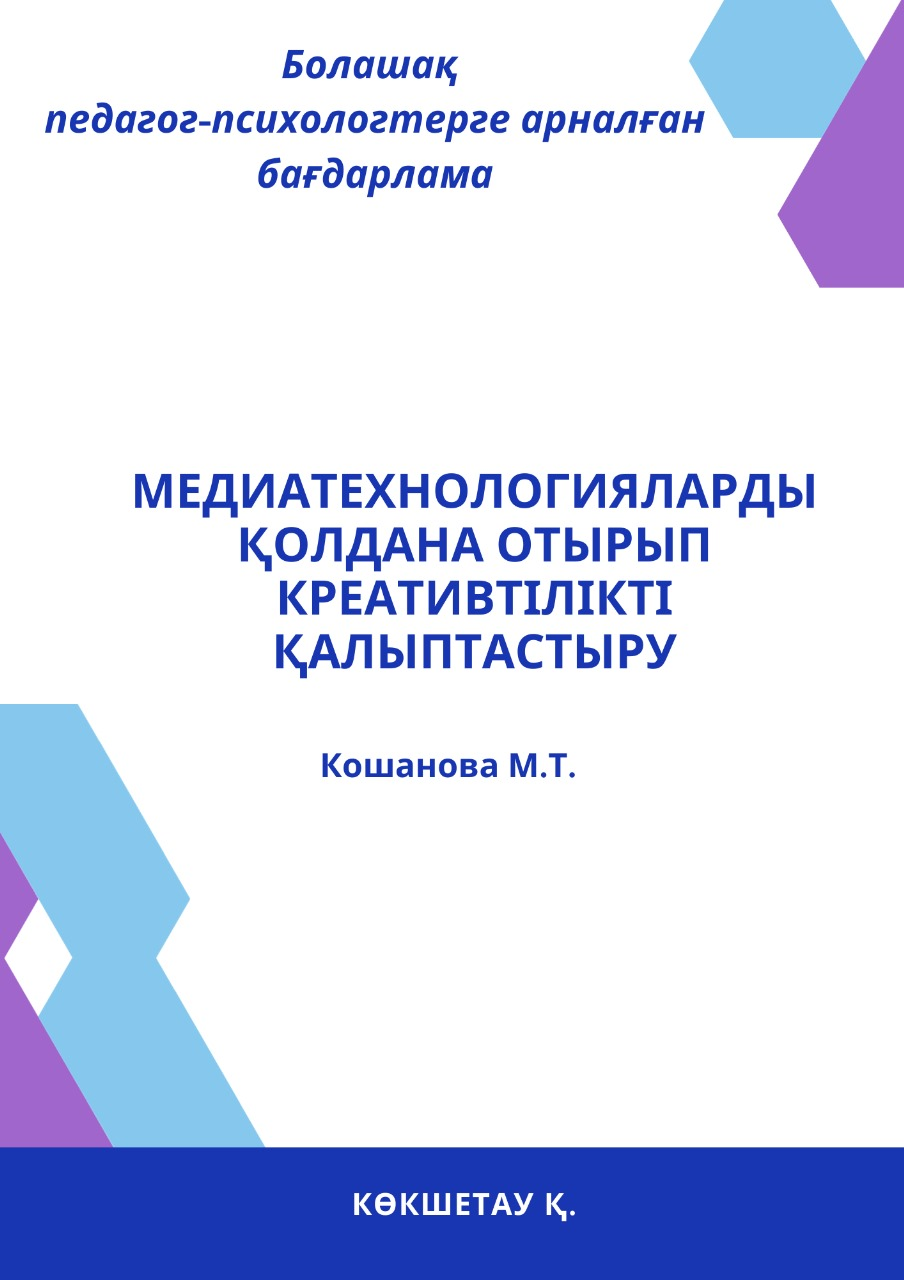 Болашақ
педагог-психологтерге арналған
бағдарлама
МЕДИАТЕХНОЛОГИЯЛАРДЫ
ҚОЛДАНА ОТЫРЫП
КРЕАТИВТІЛІКТІ
ҚАЛЫПТАСТЫРУ
Кошанова М.Т.
КӨКШЕТАУ Қ.